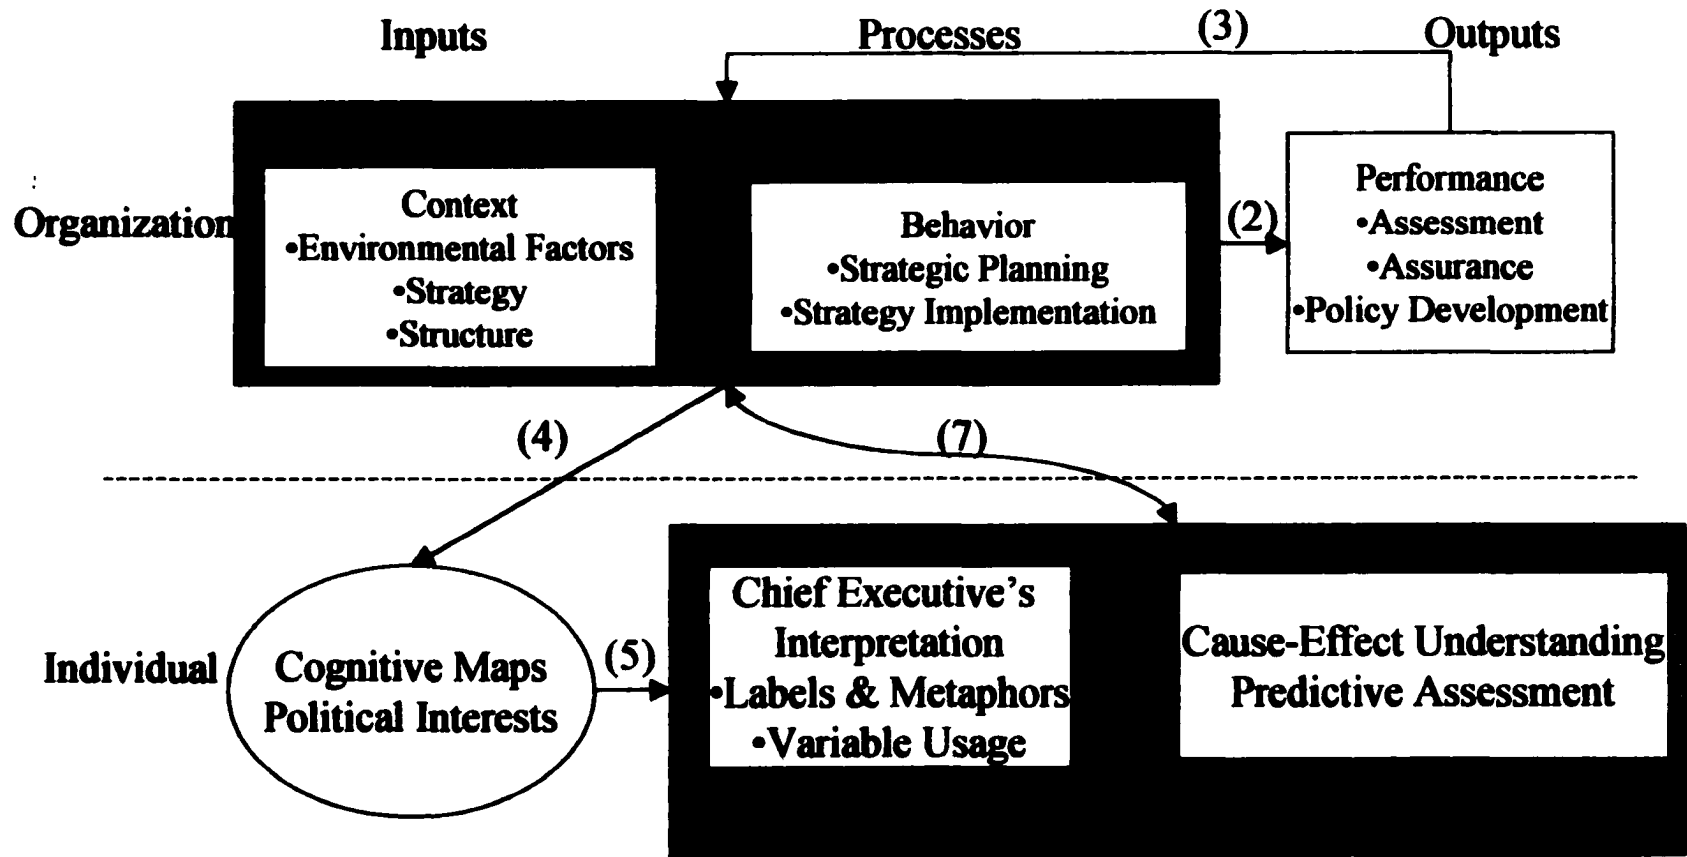 Inputs
Processes
(3)
Outputs
Organization
Context
•Environmental Factors
•Strategy
•Structure
Behavior
•Strategic Planning
•Strategy Implementation
(2)
Performance
•Assessment
•Assurance
•Policy Development
(4)
(7)
Individual
Cognitive Maps
Political Interests
(5)
Chief Executive's
Interpretation
•Labels & Metaphors
•Variable Usage
Cause-Effect Understanding
Predictive Assessment